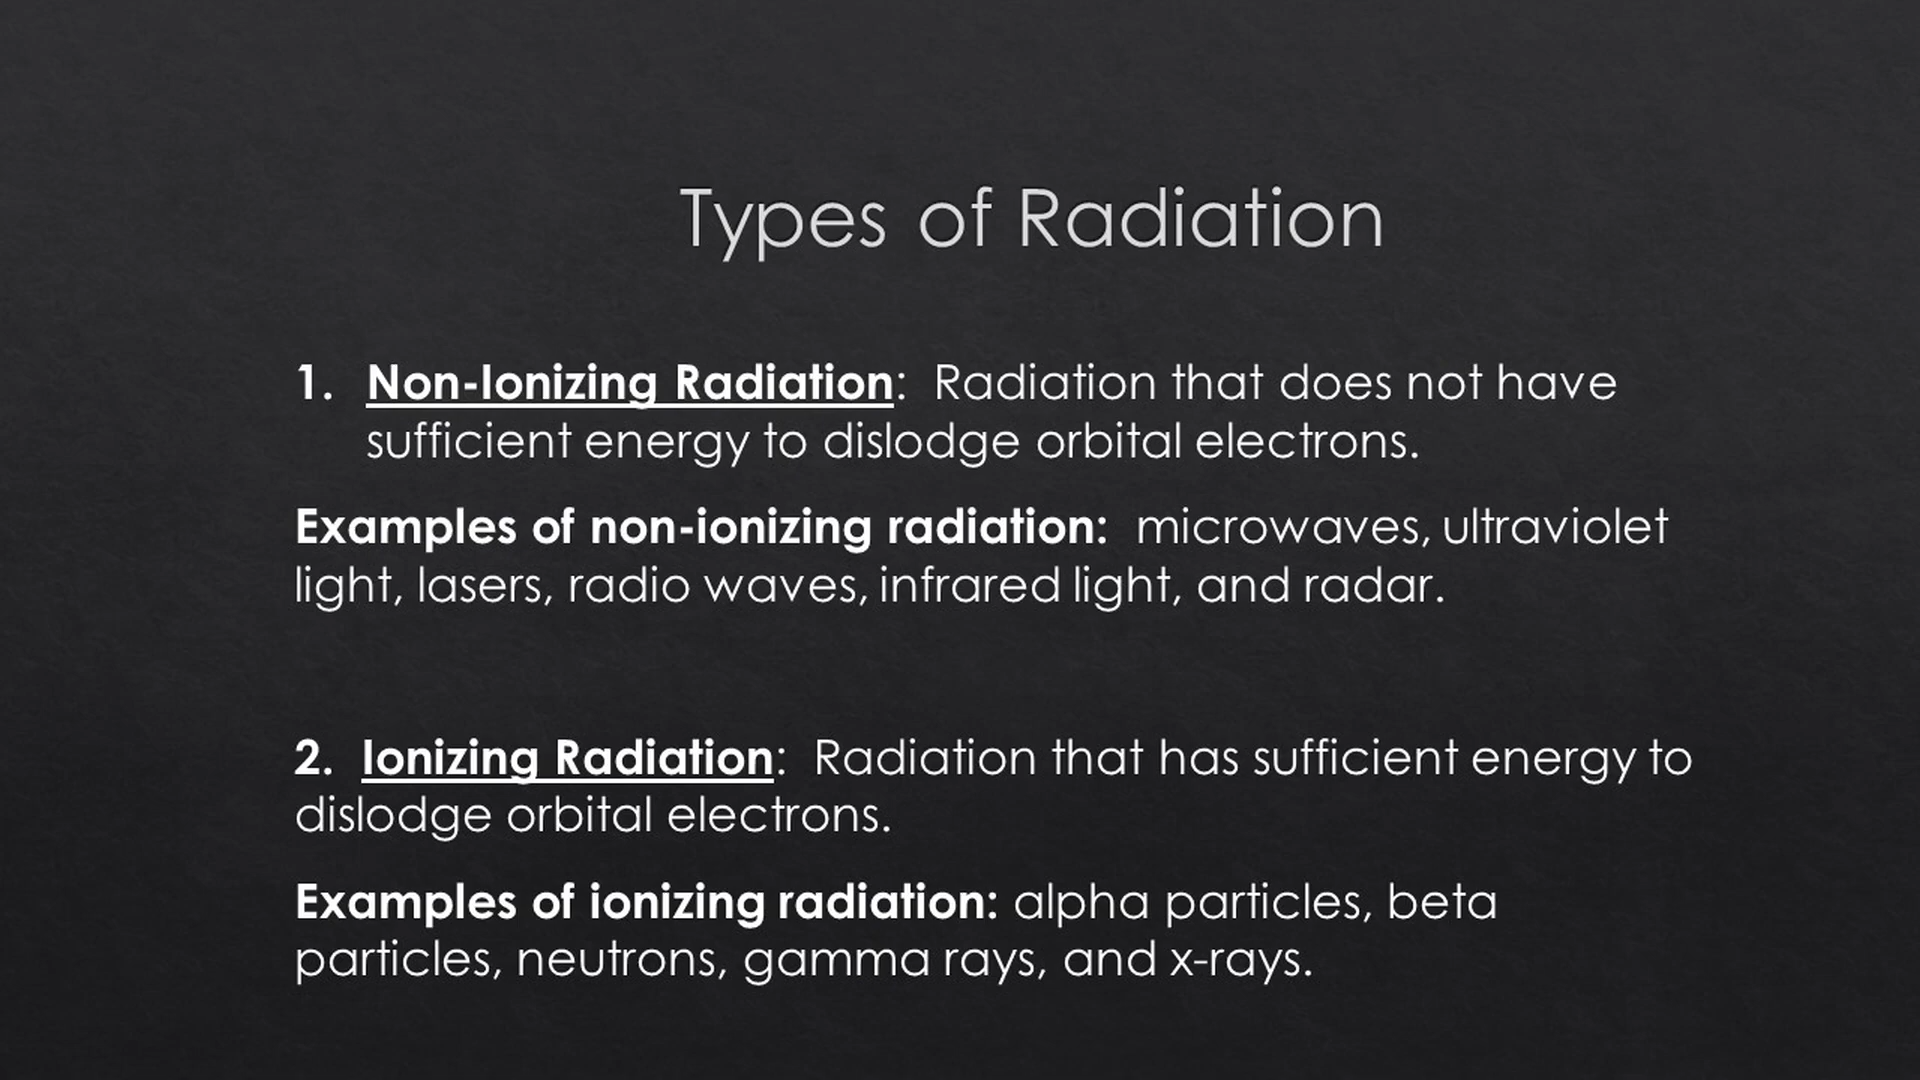 Types of Radiation
1. Non-Ionizing Radiation: Radiation that does not have
sufficient energy to dislodge orbital electrons.
Examples of non-ionizing radiation: microwaves, ultraviolet
light, lasers, radio waves, infrared light, and radar.
2. Ionizing Radiation: Radiation that has sufficient energy to
dislodge orbital electrons.
Examples of ionizing radiation: alpha particles, beta
particles, neutrons, gamma rays, and x-rays.